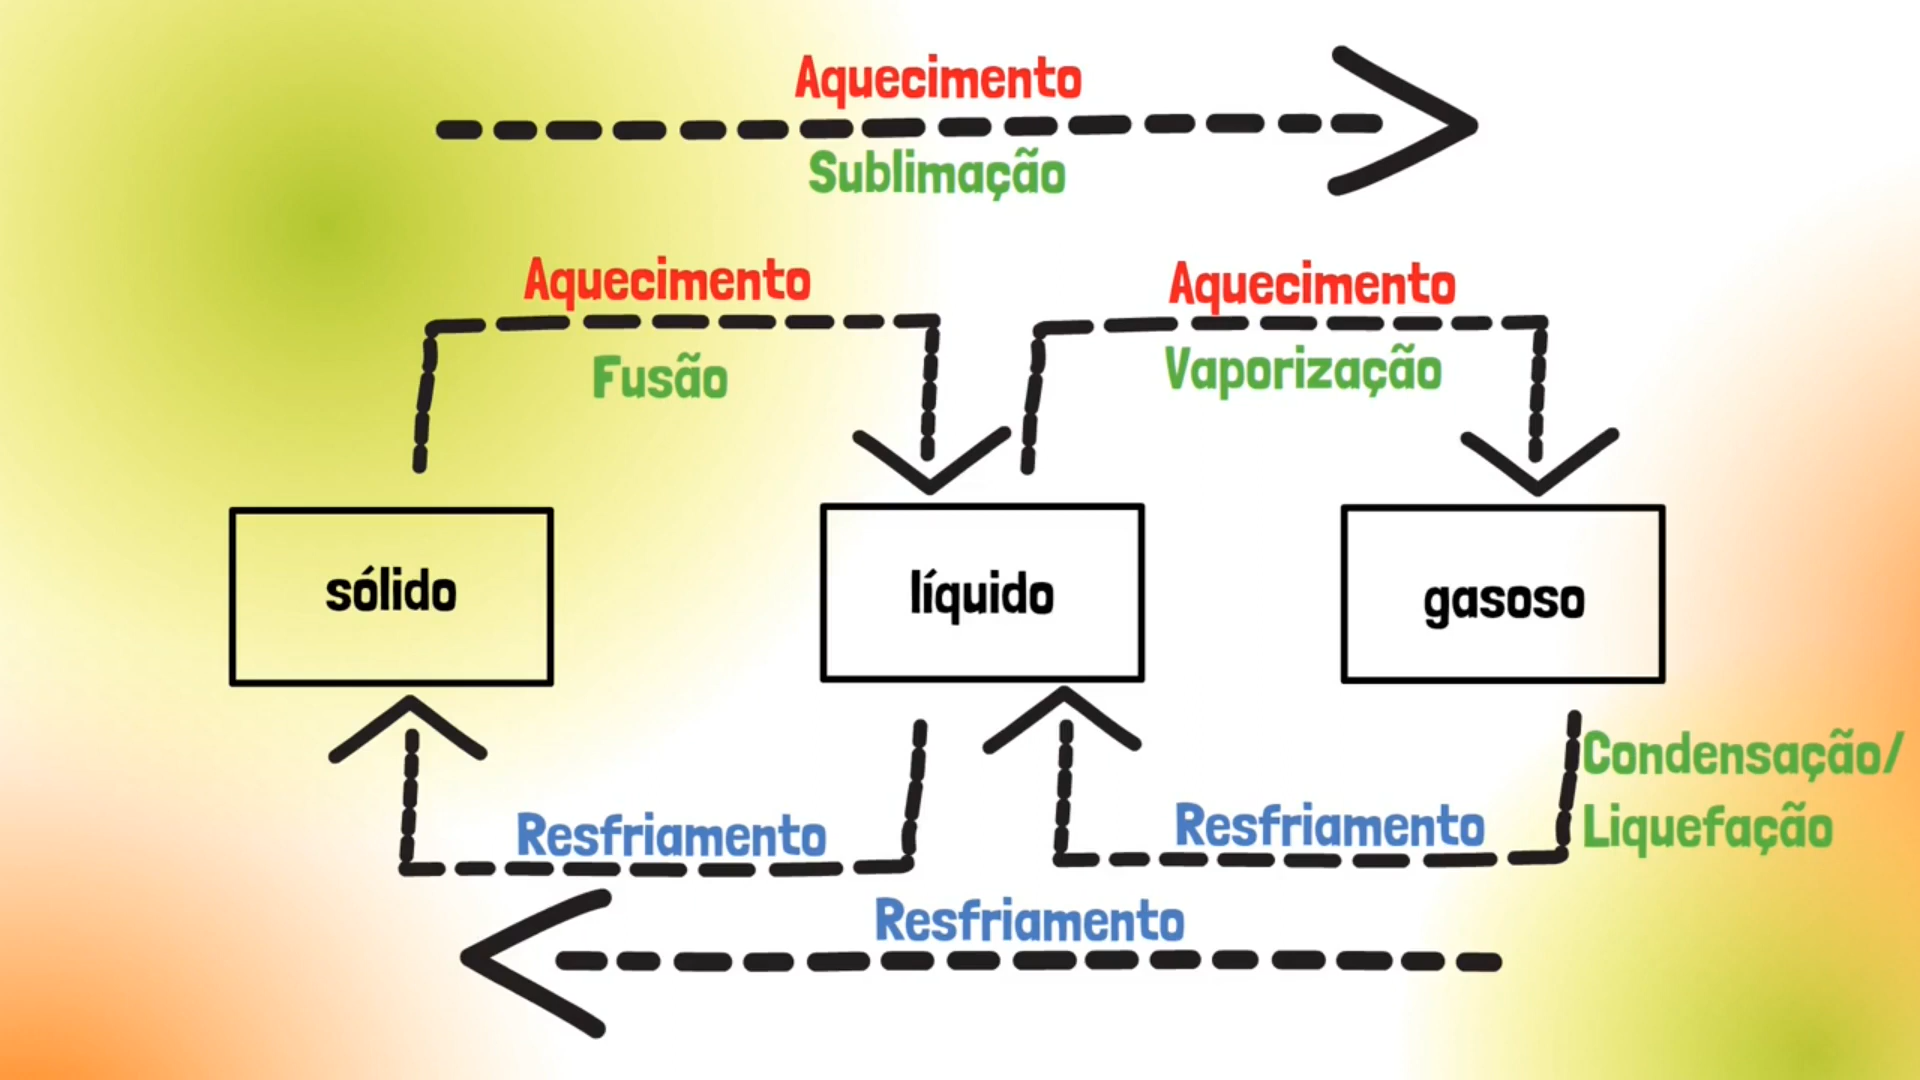 Aquecimento
Sublimação
Aquecimento
Fusão
Aquecimento
Vaporização
sólido
líquido
gasoso
Condensação/
Liquefação
Resfriamento
Resfriamento
Resfriamento